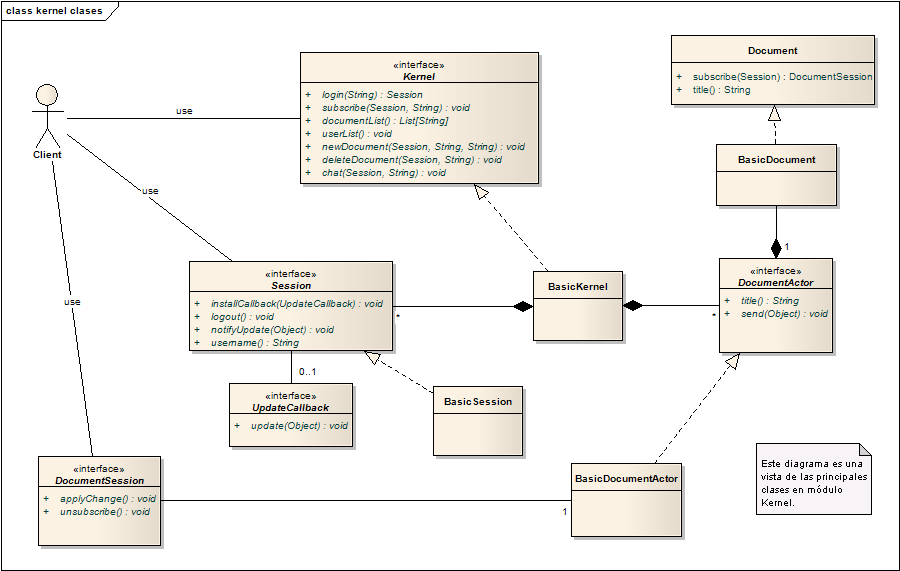 class kernel clases
«interface»
Kernel
+ login(String) : Session
+ subscribe(Session, String) : void
+ documentList() : List[String]
+ userList() : void
+ newDocument(Session, String, String) : void
+ deleteDocument(Session, String) : void
+ chat(Session, String) : void
Document
+ subscribe(Session) : DocumentSession
+ title() : String
Client
use
use
use
BasicDocument
1
«interface»
DocumentActor
+ title() : String
+ send(Object) : void
«interface»
Session
+ installCallback(UpdateCallback) : void
+ logout() : void
+ notifyUpdate(Object) : void
+ username() : String
*
BasicKernel
*
0..1
«interface»
UpdateCallback
+ update(Object) : void
BasicSession
«interface»
DocumentSession
+ applyChange() : void
+ unsubscribe() : void
1
BasicDocumentActor
Este diagrama es una
vista de las principales
clases en módulo
Kernel.